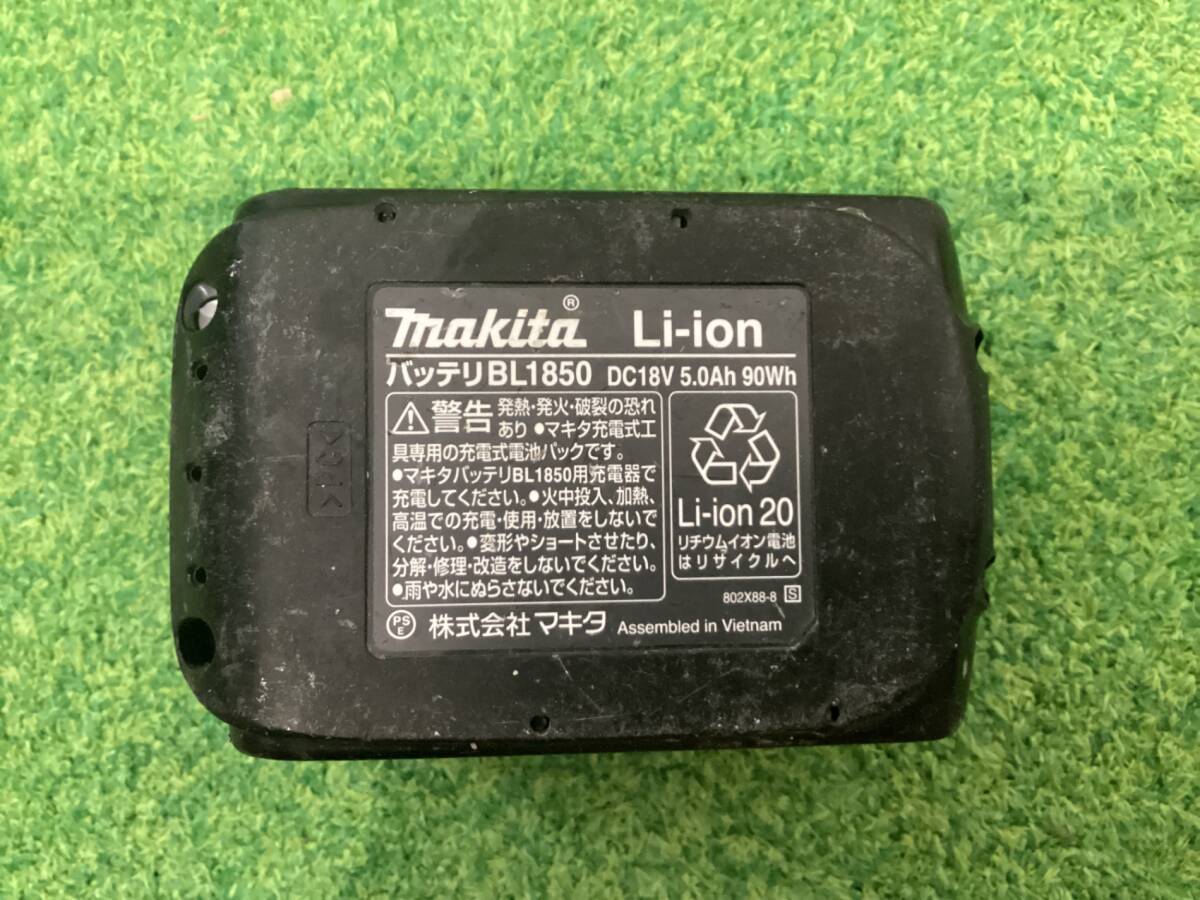 makita® Li-ion
バッテリBL1850 DC18V 5.0Ah 90Wh
警告 発熱・発火・破裂の恐れ
あり ●マキタ充電式工
具専用の充電式電池パックです。
●マキタバッテリBL1850用充電器で
充電してください。●火中投入、加熱、
高温での充電・使用・放置をしないで
ください。●変形やショートさせたり、
分解・修理・改造をしないでください。
●雨や水にぬらさないでください。
Li-ion 20
リチウムイオン電池
はリサイクルへ
802X88-8 S
PSE 株式会社マキタ Assembled in Vietnam